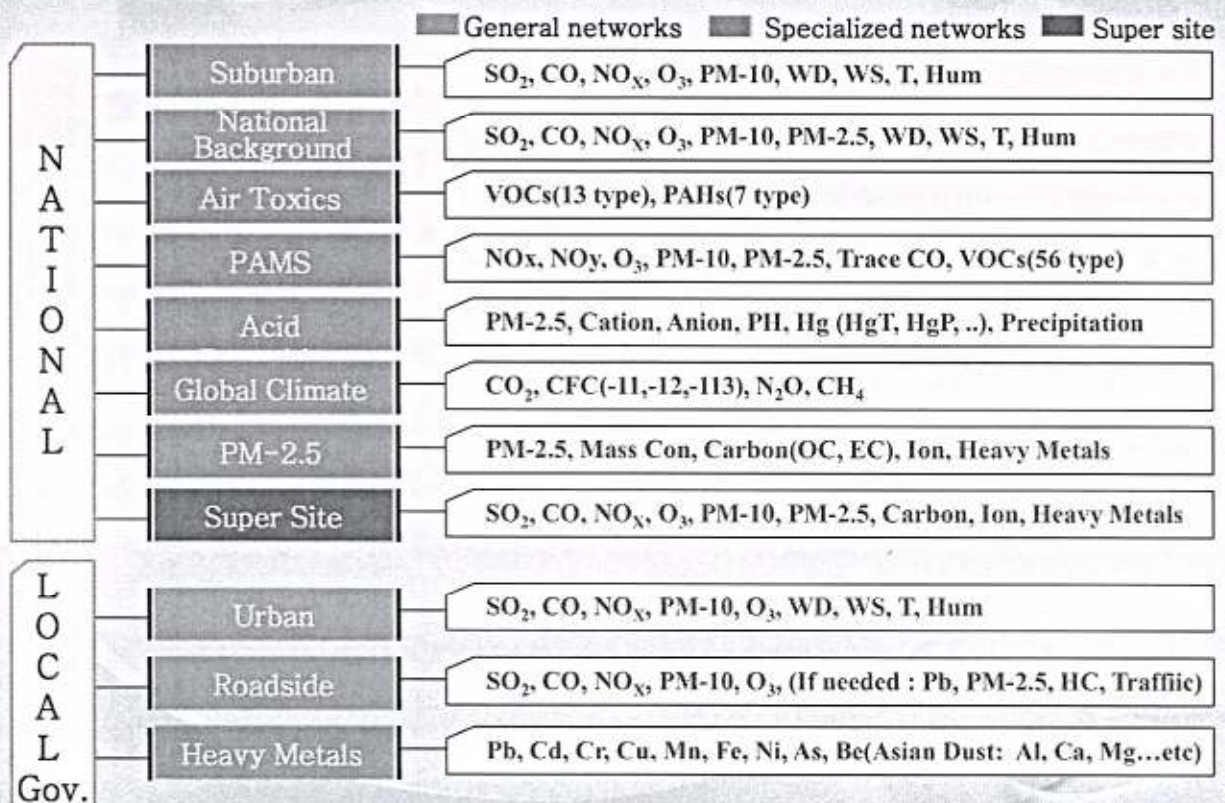 General networks Specialized networks Super site
NATIONAL
Suburban
SO₂, CO, NOₓ, O₃, PM-10, WD, WS, T, Hum
National
Background
SO₂, CO, NOₓ, O₃, PM-10, PM-2.5, WD, WS, T, Hum
Air Toxics
VOCs(13 type), PAHs(7 type)
PAMS
NOx, NOy, O₃, PM-10, PM-2.5, Trace CO, VOCs(56 type)
Acid
PM-2.5, Cation, Anion, PH, Hg (HgT, HgP, ..), Precipitation
Global Climate
CO₂, CFC(-11,-12,-113), N₂O, CH₄
PM-2.5
PM-2.5, Mass Con, Carbon(OC, EC), Ion, Heavy Metals
Super Site
SO₂, CO, NOₓ, O₃, PM-10, PM-2.5, Carbon, Ion, Heavy Metals
LOCAL
Gov.
Urban
SO₂, CO, NOₓ, PM-10, O₃, WD, WS, T, Hum
Roadside
SO₂, CO, NOₓ, PM-10, O₃, (If needed : Pb, PM-2.5, HC, Traffiic)
Heavy Metals
Pb, Cd, Cr, Cu, Mn, Fe, Ni, As, Be(Asian Dust: Al, Ca, Mg...etc)